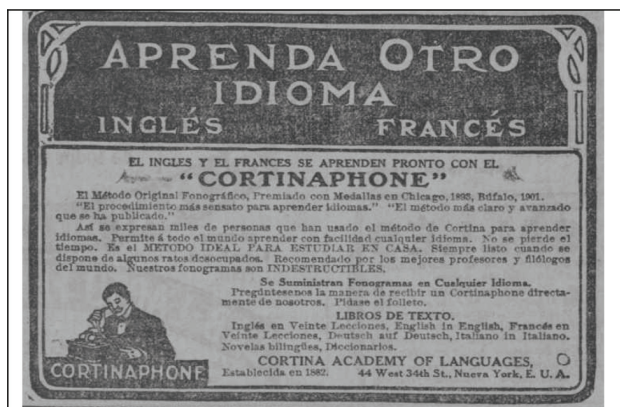 APRENDA OTRO
IDIOMA
INGLÉS FRANCÉS
EL INGLES Y EL FRANCES SE APRENDEN PRONTO CON EL
"CORTINAPHONE"
El Método Original Fonográfico, Premiado con Medallas en Chicago, 1893, Búfalo, 1901.
"El procedimiento más sensato para aprender idiomas." "El método más claro y avanzado
que se ha publicado."
Así se expresan miles de personas que han usado el método de Cortina para aprender
idiomas. Permite á todo el mundo aprender con facilidad cualquier idioma. No se pierde el
tiempo. Es el METODO IDEAL PARA ESTUDIAR EN CASA. Siempre listo cuando se
dispone de algunos ratos desocupados. Recomendado por los mejores profesores y filólogos
del mundo. Nuestros fonogramas son INDESTRUCTIBLES.
Se Suministran Fonogramas en Cualquier Idioma.
Pregúntesenos la manera de recibir un Cortinaphone directa-
mente de nosotros. Pídase el folleto.
LIBROS DE TEXTO.
Inglés en Veinte Lecciones, English in English, Francés en
Veinte Lecciones, Deutsch auf Deutsch, Italiano in Italiano.
Novelas bilingües, Diccionarios.
CORTINA ACADEMY OF LANGUAGES,
Establecida en 1882. 44 West 34th St., Nueva York, E. U. A.
CORTINAPHONE